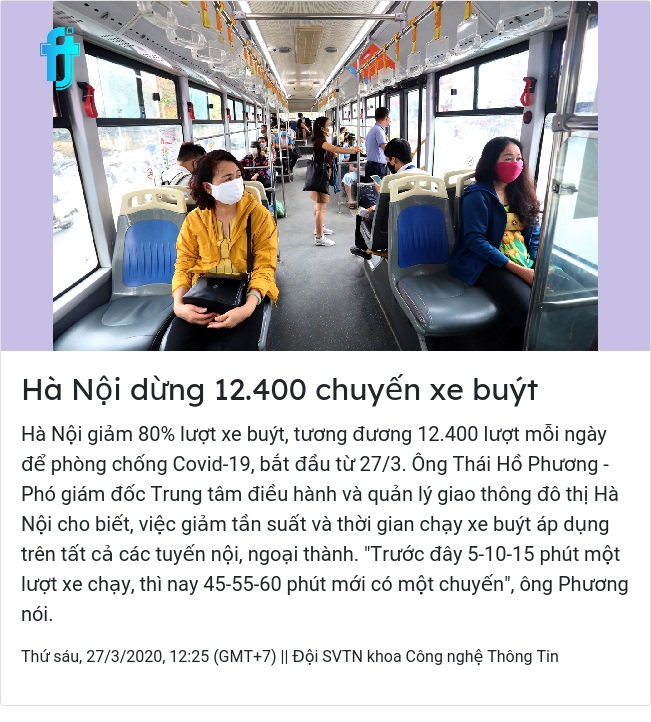 Hà Nội dừng 12.400 chuyến xe buýt
Hà Nội giảm 80% lượt xe buýt, tương đương 12.400 lượt mỗi ngày
để phòng chống Covid-19, bắt đầu từ 27/3. Ông Thái Hồ Phương -
Phó giám đốc Trung tâm điều hành và quản lý giao thông đô thị Hà
Nội cho biết, việc giảm tần suất và thời gian chạy xe buýt áp dụng
trên tất cả các tuyến nội, ngoại thành. "Trước đây 5-10-15 phút một
lượt xe chạy, thì nay 45-55-60 phút mới có một chuyến", ông Phương
nói.
Thứ sáu, 27/3/2020, 12:25 (GMT+7) || Đội SVTN khoa Công nghệ Thông Tin